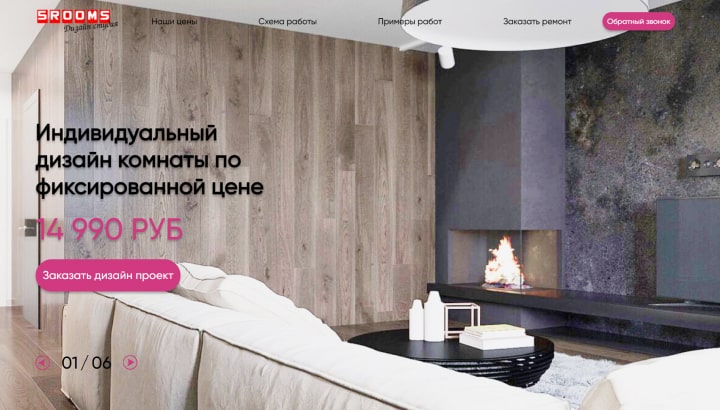 SROOMS
Дизайн студия
Наши цены
Схема работы
Примеры работ
Заказать ремонт
Обратный звонок
Индивидуальный
дизайн комнаты по
фиксированной цене
14 990 РУБ
Заказать дизайн проект
01 / 06